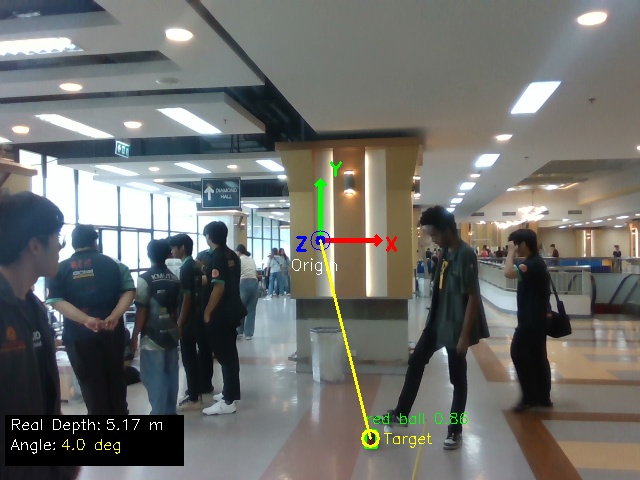 DIAMOND
HALL
Y
Z
X
Origin
red ball 0.86
Target
Real Depth: 5.17 m
Angle: 4.0 deg